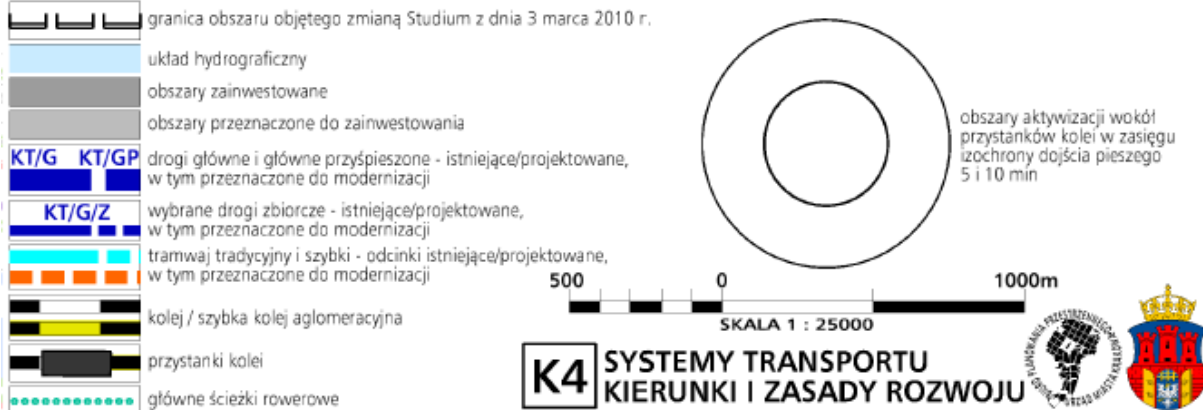 granica obszaru objętego zmianą Studium z dnia 3 marca 2010 r.
układ hydrograficzny
obszary zainwestowane
obszary przeznaczone do zainwestowania
KT/G KT/GP
drogi główne i główne przyśpieszone - istniejące/projektowane,
w tym przeznaczone do modernizacji
KT/G/Z
wybrane drogi zbiorcze - istniejące/projektowane,
w tym przeznaczone do modernizacji
tramwaj tradycyjny i szybki - odcinki istniejące/projektowane,
w tym przeznaczone do modernizacji
kolej / szybka kolej aglomeracyjna
przystanki kolei
główne ścieżki rowerowe
obszary aktywizacji wokół
przystanków kolei w zasięgu
izochrony dojścia pieszego
5 i 10 min
500 0 1000m
SKALA 1 : 25000
K4
SYSTEMY TRANSPORTU
KIERUNKI I ZASADY ROZWOJU